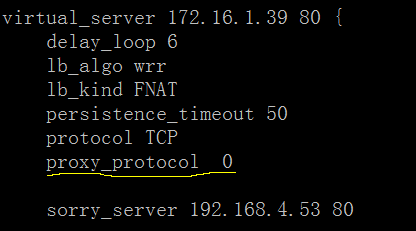 virtual_server 172.16.1.39 80 {
delay_loop 6
lb_algo wrr
lb_kind FNAT
persistence_timeout 50
protocol TCP
proxy_protocol  0
sorry_server 192.168.4.53 80